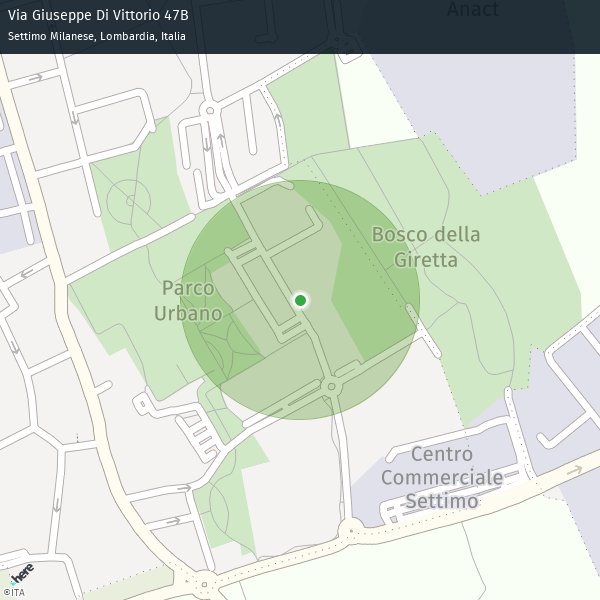 Via Giuseppe Di Vittorio 47B
Settimo Milanese, Lombardia, Italia
Anact
Bosco della
Giretta
Parco
Urbano
Centro
Commerciale
Settimo
here
©ITA